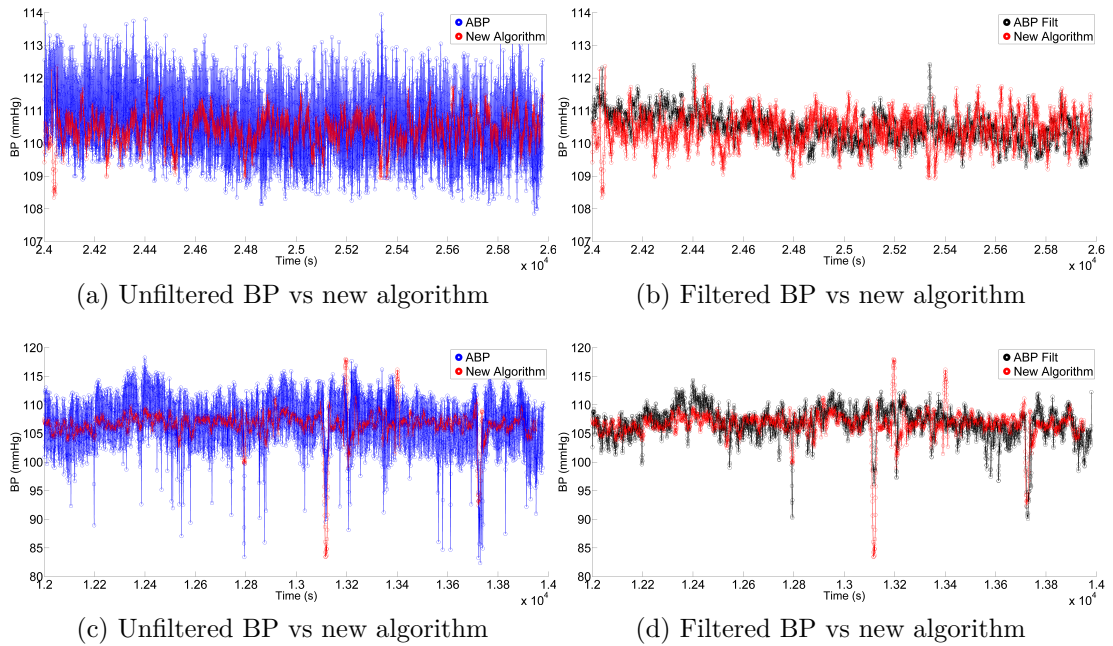 114
113
112
111
110
109
108
107
BP (mmHg)
ABP
New Algorithm
2.4 2.42 2.44 2.46 2.48 2.5 2.52 2.54 2.56 2.58 2.6
Time (s)
x 10^4
114
113
112
111
110
109
108
107
BP (mmHg)
ABP Filt
New Algorithm
2.4 2.42 2.44 2.46 2.48 2.5 2.52 2.54 2.56 2.58 2.6
Time (s)
x 10^4
(a) Unfiltered BP vs new algorithm
(b) Filtered BP vs new algorithm
120
115
110
105
100
95
90
85
80
BP (mmHg)
ABP
New Algorithm
1.2 1.22 1.24 1.26 1.28 1.3 1.32 1.34 1.36 1.38 1.4
Time (s)
x 10^4
120
115
110
105
100
95
90
85
80
BP (mmHg)
ABP Filt
New Algorithm
1.2 1.22 1.24 1.26 1.28 1.3 1.32 1.34 1.36 1.38 1.4
Time (s)
x 10^4
(c) Unfiltered BP vs new algorithm
(d) Filtered BP vs new algorithm